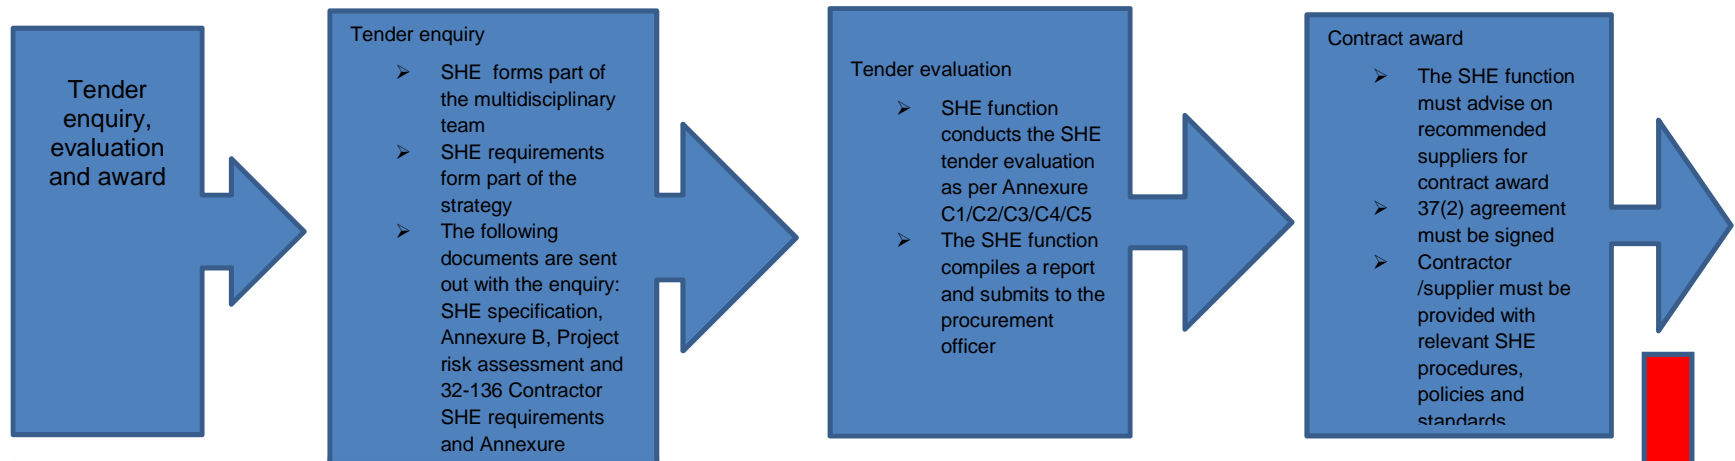 Tender
enquiry,
evaluation
and award
Tender enquiry
➢ SHE forms part of
the multidisciplinary
team
➢ SHE requirements
form part of the
strategy
➢ The following
documents are sent
out with the enquiry:
SHE specification,
Annexure B, Project
risk assessment and
32-136 Contractor
SHE requirements
and Annexure
Tender evaluation
➢ SHE function
conducts the SHE
tender evaluation
as per Annexure
C1/C2/C3/C4/C5
➢ The SHE function
compiles a report
and submits to the
procurement
officer
Contract award
➢ The SHE function
must advise on
recommended
suppliers for
contract award
➢ 37(2) agreement
must be signed
➢ Contractor
/supplier must be
provided with
relevant SHE
procedures,
policies and
standards